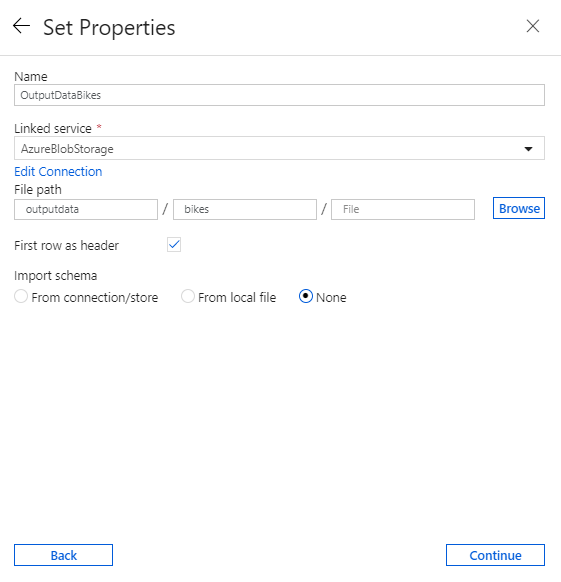 Set Properties
Name
OutputDataBikes
Linked service *
AzureBlobStorage
Edit Connection
File path
outputdata / bikes / File Browse
First row as header
Import schema
From connection/store From local file None
Back Continue